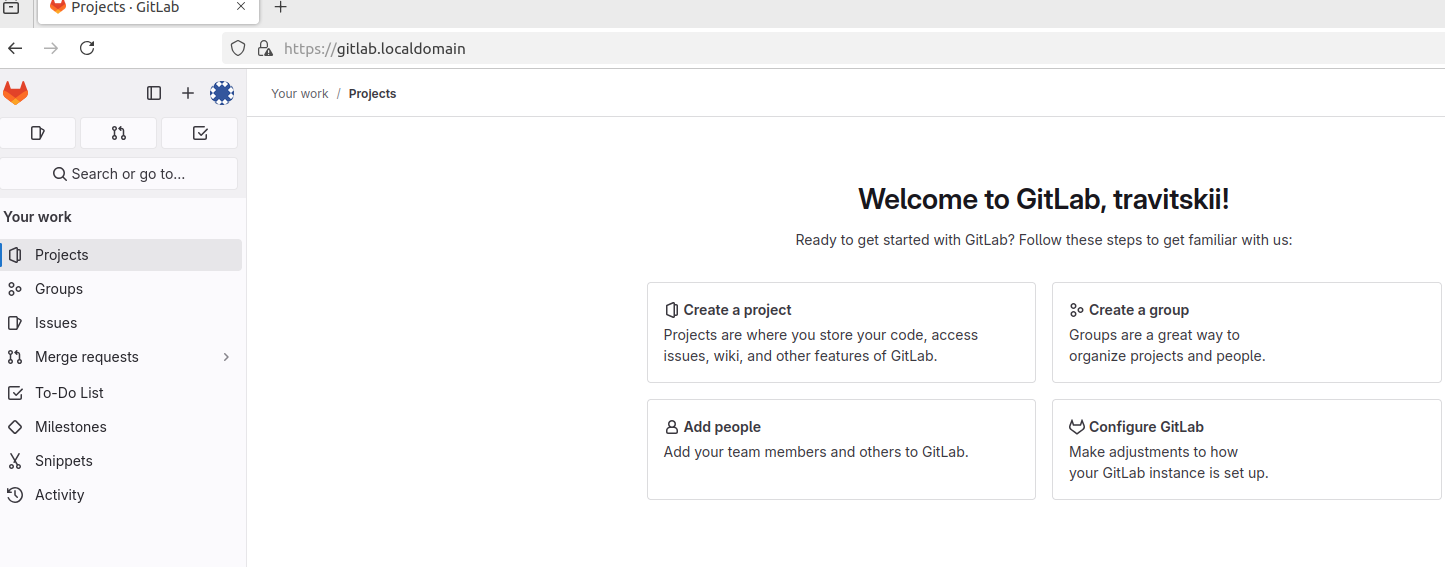 Projects · GitLab
https://gitlab.localdomain
Your work / Projects
Search or go to...
Your work
Projects
Groups
Issues
Merge requests
To-Do List
Milestones
Snippets
Activity
Welcome to GitLab, travitskii!
Ready to get started with GitLab? Follow these steps to get familiar with us:
Create a project
Projects are where you store your code, access
issues, wiki, and other features of GitLab.
Create a group
Groups are a great way to
organize projects and people.
Add people
Add your team members and others to GitLab.
Configure GitLab
Make adjustments to how
your GitLab instance is set up.